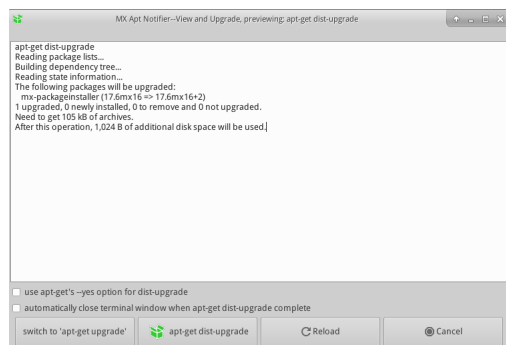 MX Apt Notifier--View and Upgrade, previewing: apt-get dist-upgrade
apt-get dist-upgrade
Reading package lists...
Building dependency tree...
Reading state information...
The following packages will be upgraded:
mx-packageinstaller (17.6mx16 => 17.6mx16+2)
1 upgraded, 0 newly installed, 0 to remove and 0 not upgraded.
Need to get 105 kB of archives.
After this operation, 1,024 B of additional disk space will be used.
use apt-get's --yes option for dist-upgrade
automatically close terminal window when apt-get dist-upgrade complete
switch to 'apt-get upgrade' apt-get dist-upgrade Reload Cancel